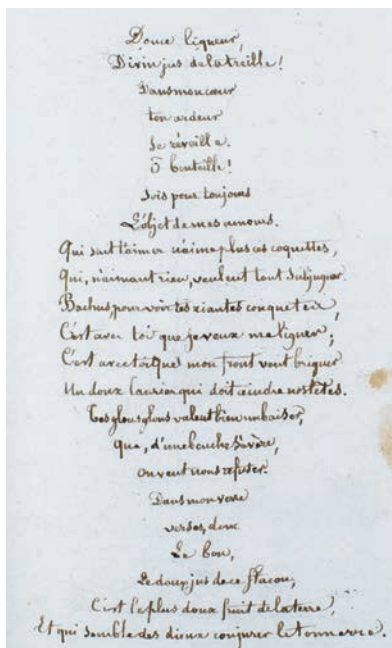 Douce liqueur,
Divin jus de la treille !
Dans mon cœur
ton ardeur
Se réveille.
Ô bouteille !
Sois pour toujours
L'objet de mes amours.
Qui sait t'aimer n'aime plus ces coquettes,
Qui, n'aimant rien, veulent tout subjuguer.
Bachus pour voir tes riantes conquetes,
C'est avec toi que je veux me liguer ;
C'est avec toi que mon front veut briguer
Un doux laurier qui doit ceindre nos têtes.
Tes glous glous valent bien un baiser,
Que, d'une bouche sévère,
on veut nous refuser.
Dans mon verre
verses, donc
Le bon,
Le doux jus de ce flacon,
C'est le plus doux fruit de la terre,
Et qui semble des dieux conjurer le tonnerre.